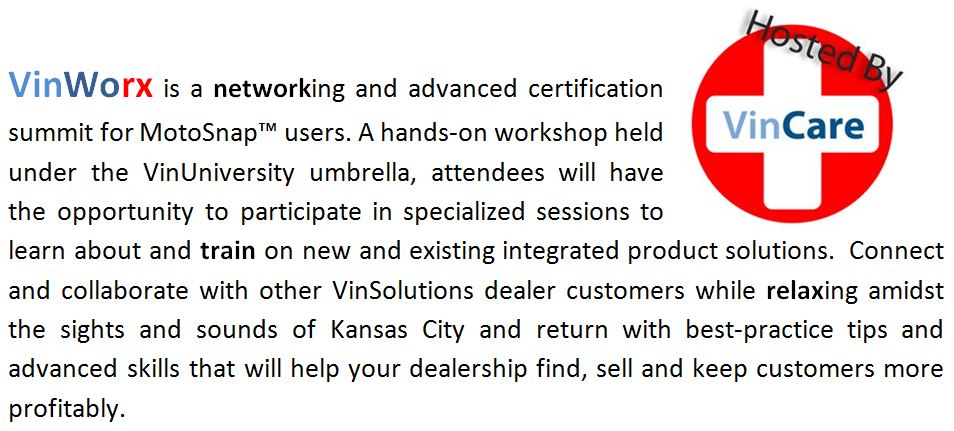 Hosted By
VinCare
VinWorx is a networking and advanced certification
summit for MotoSnap™ users. A hands-on workshop held
under the VinUniversity umbrella, attendees will have
the opportunity to participate in specialized sessions to
learn about and train on new and existing integrated product solutions. Connect
and collaborate with other VinSolutions dealer customers while relaxing amidst
the sights and sounds of Kansas City and return with best-practice tips and
advanced skills that will help your dealership find, sell and keep customers more
profitably.